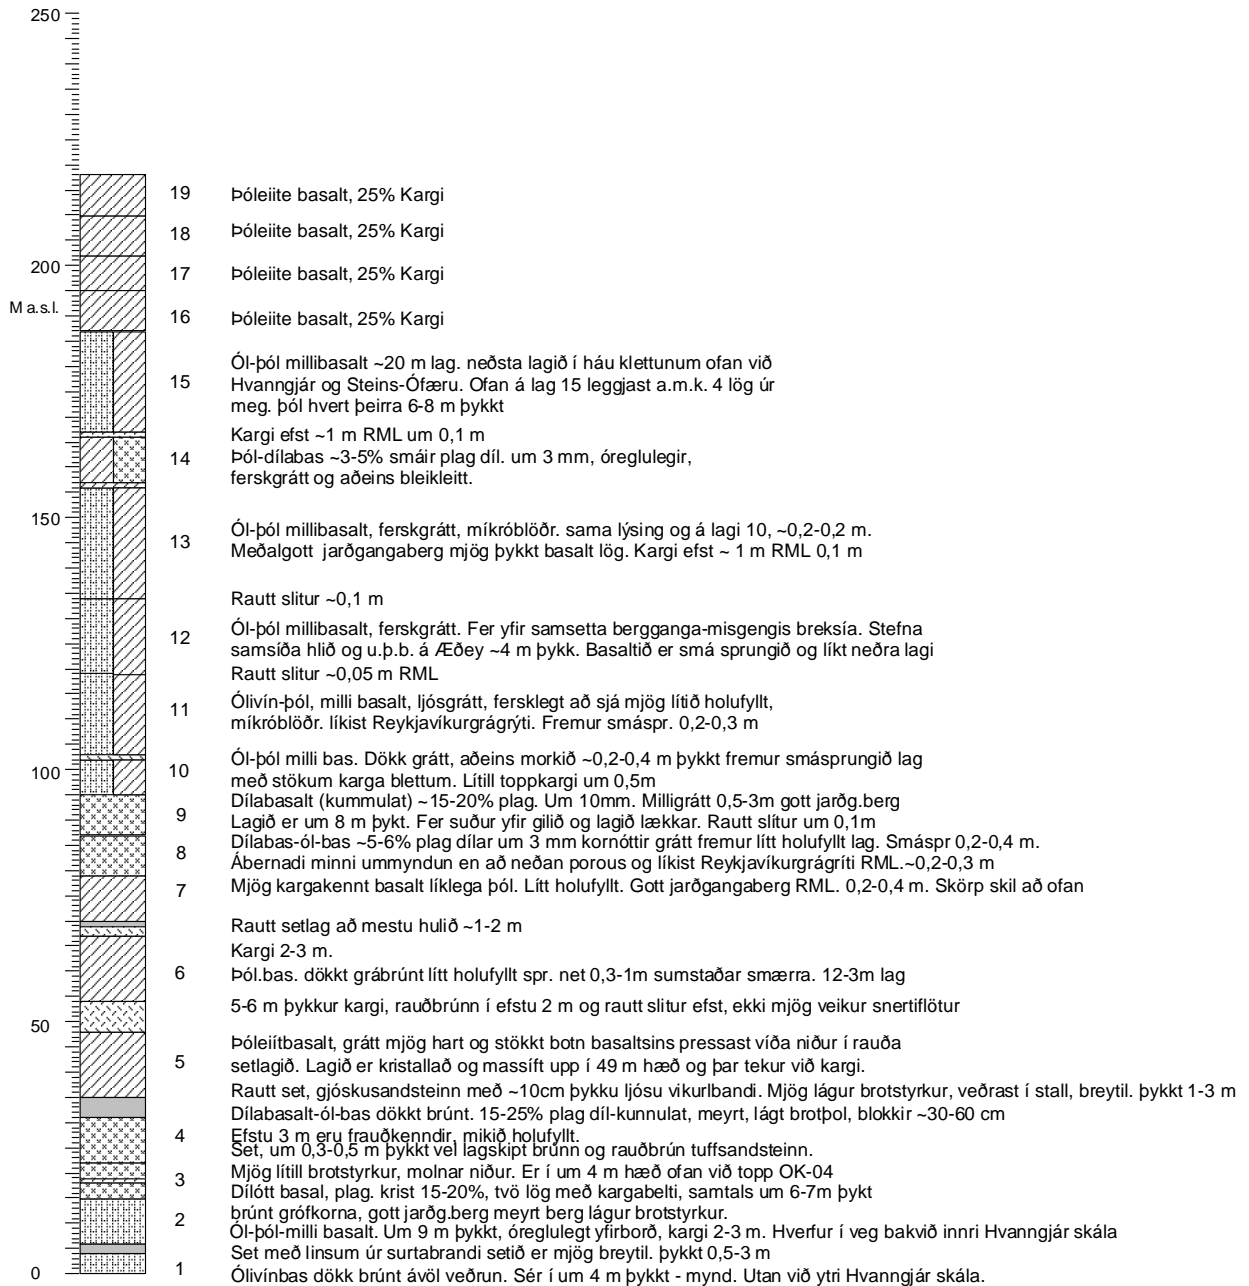 250
19 Þóleiite basalt, 25% Kargi
18 Þóleiite basalt, 25% Kargi
200
17 Þóleiite basalt, 25% Kargi
M a.s.l.
16 Þóleiite basalt, 25% Kargi
Ól-þól millibasalt ~20 m lag. neðsta lagið í háu klettunum ofan við
15 Hvanngjár og Steins-Ófæru. Ofan á lag 15 leggjast a.m.k. 4 lög úr
meg. þól hvert þeirra 6-8 m þykkt
Kargi efst ~1 m RML um 0,1 m
14 Þól-dílabas ~3-5% smáir plag díl. um 3 mm, óreglulegir,
ferskgrátt og aðeins bleikleitt.
150
Ól-þól millibasalt, ferskgrátt, míkróblöðr. sama lýsing og á lagi 10, ~0,2-0,2 m.
13 Meðalgott jarðgangaberg mjög þykkt basalt lög. Kargi efst ~ 1 m RML 0,1 m
Rautt slitur ~0,1 m
12 Ól-þól millibasalt, ferskgrátt. Fer yfir samsetta bergganga-misgengis breksía. Stefna
samsíða hlið og u.þ.b. á Æðey ~4 m þykk. Basaltið er smá sprungið og líkt neðra lagi
Rautt slitur ~0,05 m RML
11 Ólivín-þól, milli basalt, ljósgrátt, fersklegt að sjá mjög lítið holufyllt,
míkróblöðr. líkist Reykjavíkurgrágrýti. Fremur smáspr. 0,2-0,3 m
100
10 Ól-þól milli bas. Dökk grátt, aðeins morkið ~0,2-0,4 m þykkt fremur smásprungið lag
með stökum karga blettum. Lítill toppkargi um 0,5m
9 Dílabasalt (kummulat) ~15-20% plag. Um 10mm. Milligrátt 0,5-3m gott jarðg.berg
Lagið er um 8 m þykt. Fer suður yfir gilið og lagið lækkar. Rautt slítur um 0,1m
8 Dílabas-ól-bas ~5-6% plag dílar um 3 mm kornóttir grátt fremur lítt holufyllt lag. Smáspr 0,2-0,4 m.
Ábernadi minni ummyndun en að neðan porous og líkist Reykjavíkurgrágríti RML.~0,2-0,3 m
7 Mjög kargakennt basalt líklega þól. Lítt holufyllt. Gott jarðgangaberg RML. 0,2-0,4 m. Skörp skil að ofan
Rautt setlag að mestu hulið ~1-2 m
Kargi 2-3 m.
6 Þól.bas. dökkt grábrúnt lítt holufyllt spr. net 0,3-1m sumstaðar smærra. 12-3m lag
5-6 m þykkur kargi, rauðbrúnn í efstu 2 m og rautt slitur efst, ekki mjög veikur snertiflötur
50
5 Þóleiítbasalt, grátt mjög hart og stökkt botn basaltsins pressast víða niður í rauða
setlagið. Lagið er kristallað og massíft upp í 49 m hæð og þar tekur við kargi.
Rautt set, gjóskusandsteinn með ~10cm þykku ljósu vikurlbandi. Mjög lágur brotstyrkur, veðrast í stall, breytil. þykkt 1-3 m
Dílabasalt-ól-bas dökkt brúnt. 15-25% plag díl-kunnulat, meyrt, lágt brotþol, blokkir ~30-60 cm
4 Efstu 3 m eru frauðkenndir, mikið holufyllt.
Set, um 0,3-0,5 m þykkt vel lagskipt brúnn og rauðbrún tuffsandsteinn.
3 Mjög lítill brotstyrkur, molnar niður. Er í um 4 m hæð ofan við topp OK-04
Dílótt basal, plag. krist 15-20%, tvö lög með kargabelti, samtals um 6-7m þykt
2 brúnt grófkorna, gott jarðg.berg meyrt berg lágur brotstyrkur.
Ól-þól-milli basalt. Um 9 m þykkt, óreglulegt yfirborð, kargi 2-3 m. Hverfur í veg bakvið innri Hvanngjár skála
1 Set með linsum úr surtabrandi setið er mjög breytil. þykkt 0,5-3 m
0 Ólivínbas dökk brúnt ávöl veðrun. Sér í um 4 m þykkt - mynd. Utan við ytri Hvanngjár skála.